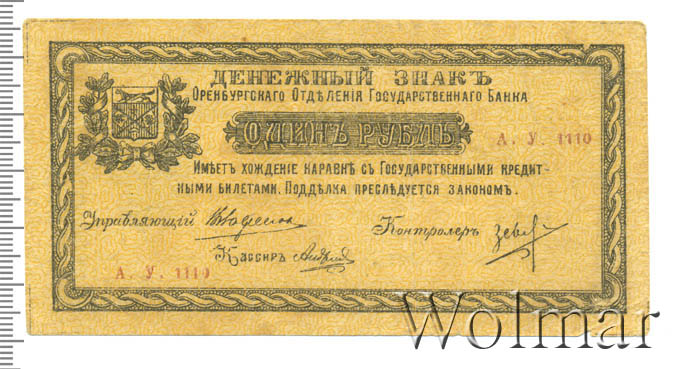 ДЕНЕЖНЫЙ ЗНАКЪ
Оренбургскаго Отдѣленія Государственнаго Банка
ОДИНЪ РУБЛЬ
А. У. 1110
Имѣетъ хожденіе наравнѣ съ Государственными кредит-
ными билетами. Поддѣлка преслѣдуется закономъ.
Управляющій
Контролеръ
Кассиръ
А. У. 1110
Wolmar